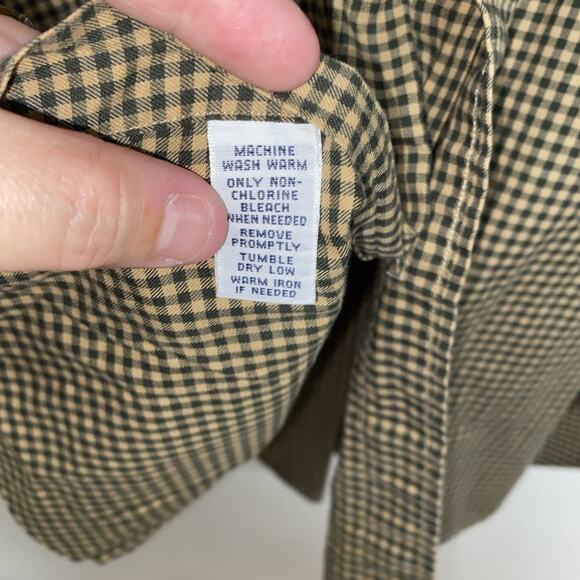 MACHINE
WASH WARM
ONLY NON-
CHLORINE
BLEACH
WHEN NEEDED
REMOVE
PROMPTLY
TUMBLE
DRY LOW
WARM IRON
IF NEEDED